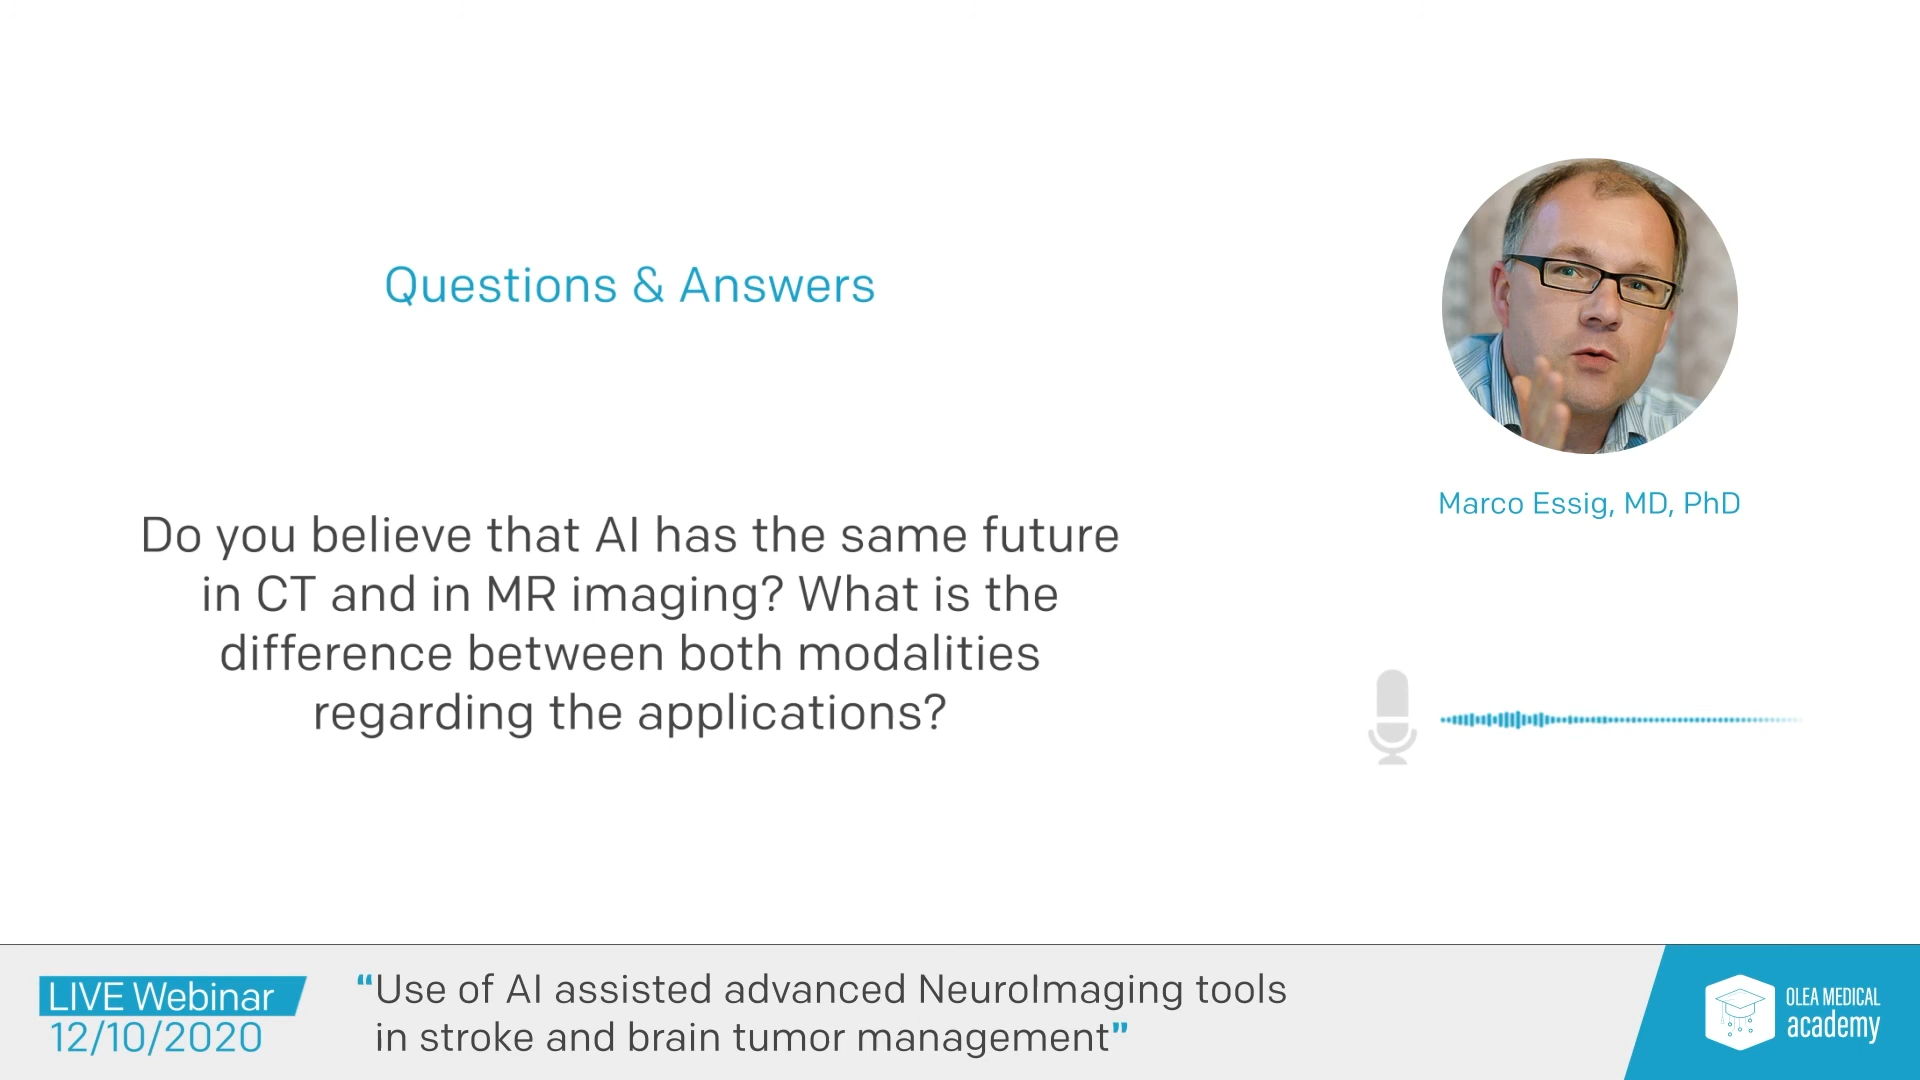 Questions & Answers
Do you believe that AI has the same future
in CT and in MR imaging? What is the
difference between both modalities
regarding the applications?
Marco Essig, MD, PhD
LIVE Webinar
12/10/2020
“Use of AI assisted advanced NeuroImaging tools
in stroke and brain tumor management”
OLEA MEDICAL
academy